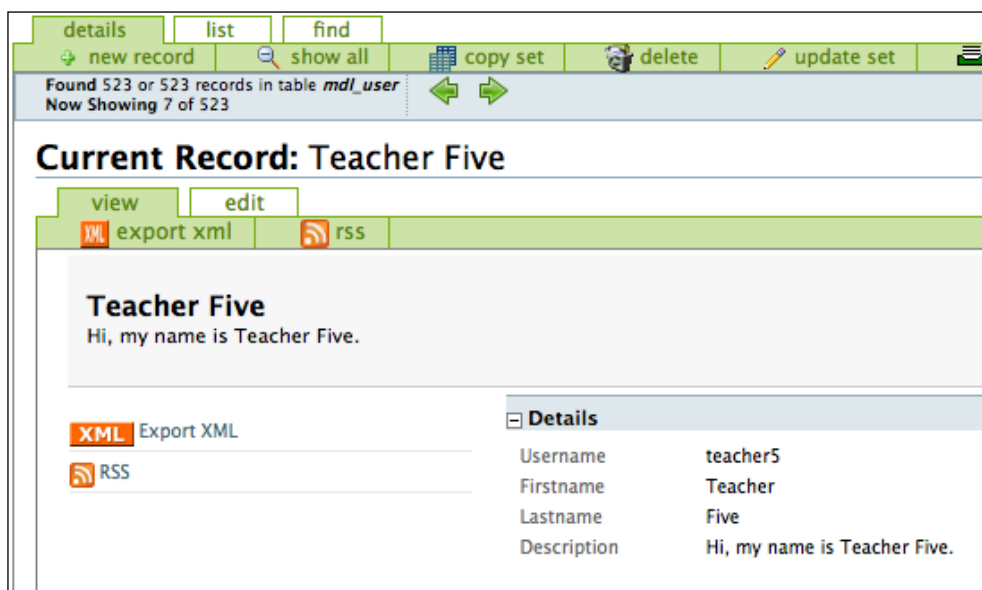 details list find
new record show all copy set delete update set
Found 523 or 523 records in table mdl_user
Now Showing 7 of 523
Current Record: Teacher Five
view edit
XML export xml rss
Teacher Five
Hi, my name is Teacher Five.
XML Export XML
RSS
Details
Username teacher5
Firstname Teacher
Lastname Five
Description Hi, my name is Teacher Five.